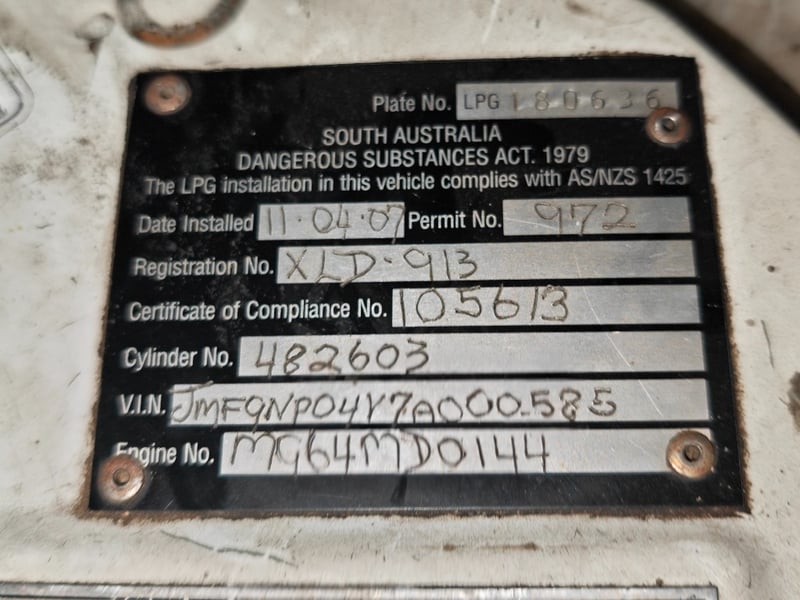 Plate No. LPG 180636
SOUTH AUSTRALIA
DANGEROUS SUBSTANCES ACT. 1979
The LPG installation in this vehicle complies with AS/NZS 1425
Date Installed 11·04·07 Permit No. 972
Registration No. XLD·913
Certificate of Compliance No. 105613
Cylinder No. 482603
V.I.N. JMF9NPO4V7A000585
Engine No. MG64MD0144